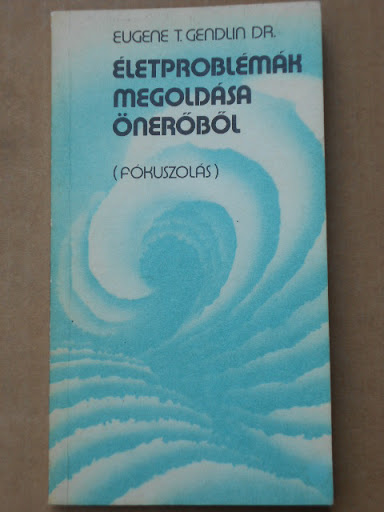 EUGENE T. GENDLIN DR.
ÉLETPROBLÉMÁK
MEGOLDÁSA
ÖNERŐBŐL
(FÓKUSZOLÁS)